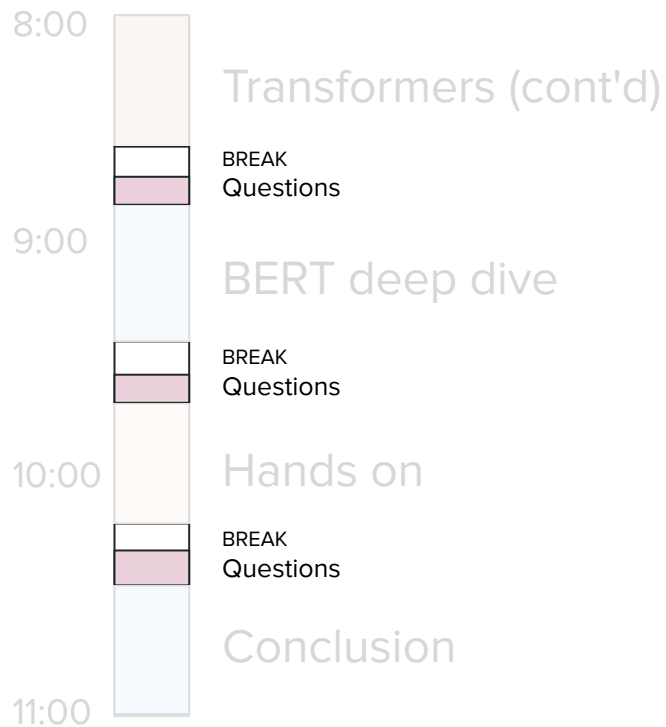 8:00
Transformers (cont'd)
BREAK
Questions
9:00
BERT deep dive
BREAK
Questions
10:00
Hands on
BREAK
Questions
Conclusion
11:00